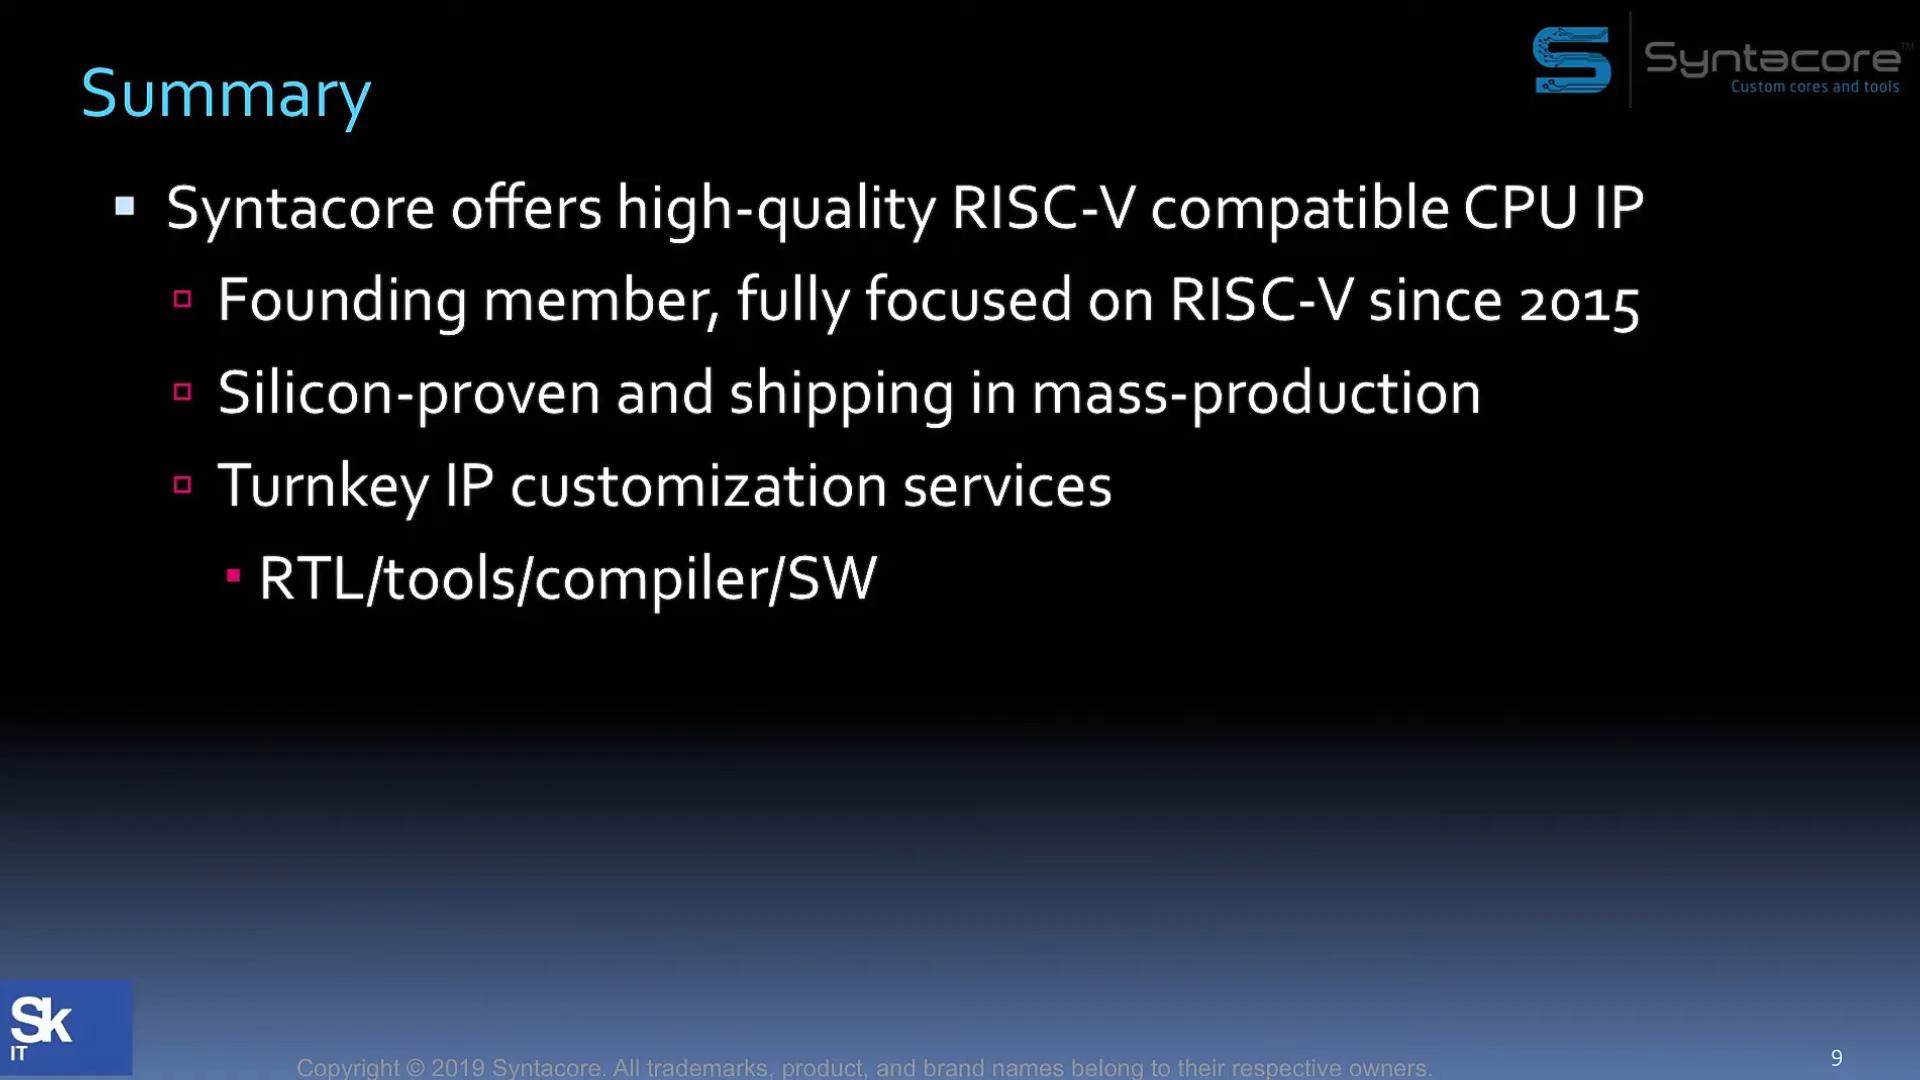 Syntacore™
Custom cores and tools
Summary
Syntacore offers high-quality RISC-V compatible CPU IP
Founding member, fully focused on RISC-V since 2015
Silicon-proven and shipping in mass-production
Turnkey IP customization services
RTL/tools/compiler/SW
Sk
IT
Copyright © 2019 Syntacore. All trademarks, product, and brand names belong to their respective owners.
9